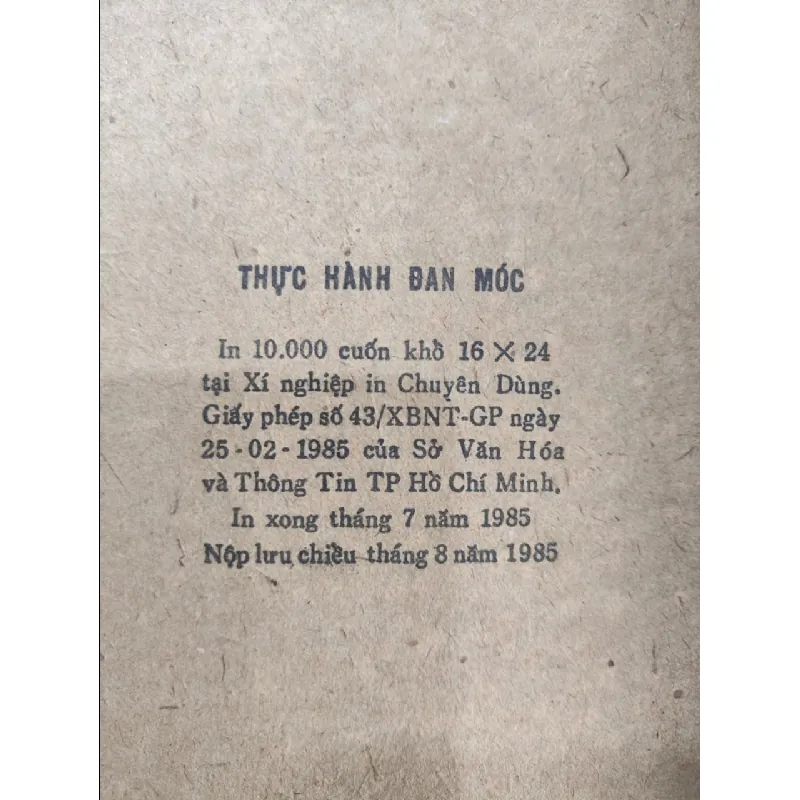 THỰC HÀNH ĐAN MÓC
In 10.000 cuốn khổ 16 × 24
tại Xí nghiệp in Chuyên Dùng.
Giấy phép số 43/XBNT-GP ngày
25-02-1985 của Sở Văn Hóa
và Thông Tin TP Hồ Chí Minh.
In xong tháng 7 năm 1985
Nộp lưu chiểu tháng 8 năm 1985